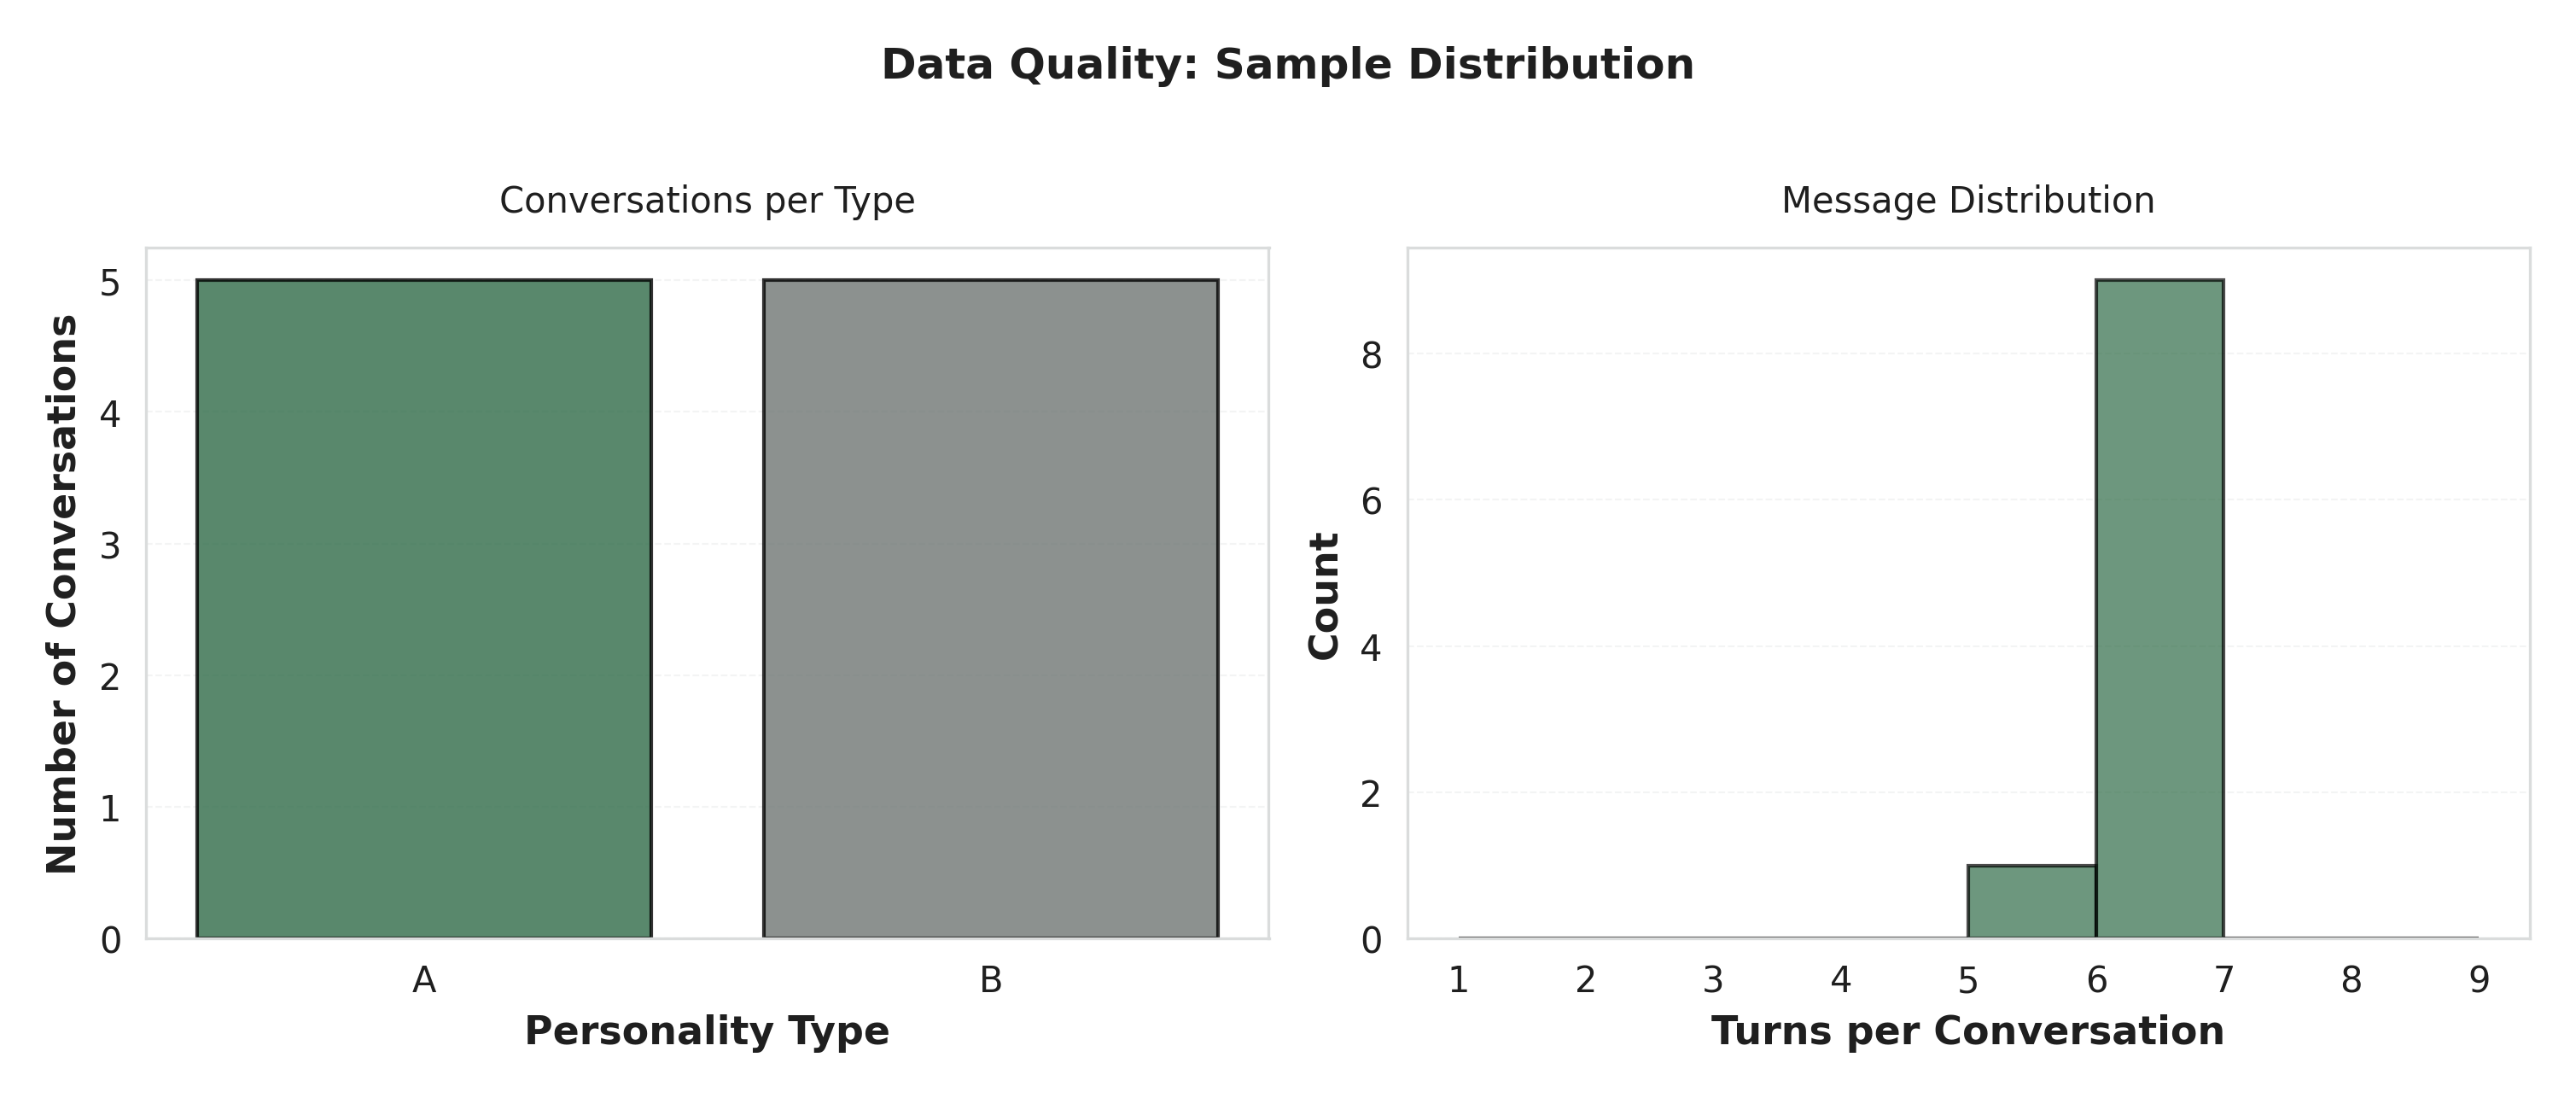 Data Quality: Sample Distribution
Conversations per Type
Number of Conversations
5
4
3
2
1
0
A
B
Personality Type
Message Distribution
Count
8
6
4
2
0
1 2 3 4 5 6 7 8 9
Turns per Conversation